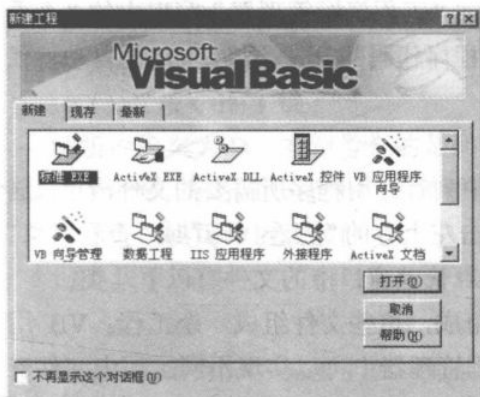 新建工程
Microsoft
Visual Basic
新建 现存 最新
标准 EXE ActiveX EXE ActiveX DLL ActiveX 控件 VB 应用程序
向导
VB 向导管理 数据工程 IIS 应用程序 外接程序 ActiveX 文档
打开(O)
取消
帮助(H)
不再显示这个对话框(D)